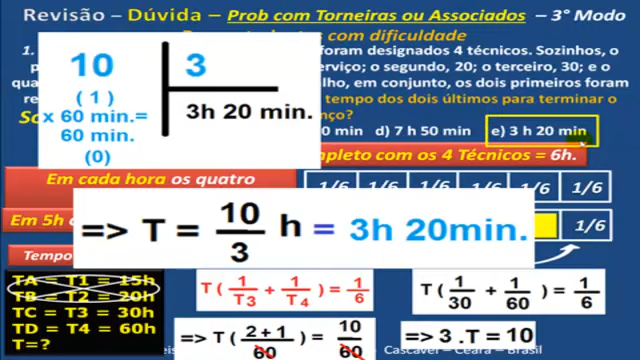 Revisão – Dúvida – Prob com Torneiras ou Associados – 3° Modo
com dificuldade
1.
foram designados 4 técnicos. Sozinhos, o
serviço; o segundo, 20; o terceiro, 30; e o
em conjunto, os dois primeiros foram
tempo dos dois últimos para terminar o
0 min d) 7 h 50 min e) 3 h 20 min
10 3
( 1 ) 3h 20 min.
x 60 min.=
60 min.
(0)
com os 4 Técnicos = 6h.
Em cada hora os quatro
1/6 1/6 1/6 1/6 1/6 1/6
Em 5h
1/6
=> T = 10/3 h = 3h 20min.
Tempo
TA = T1 = 15h
TB = T2 = 20h
TC = T3 = 30h
TD = T4 = 60h
T=?
T( 1/T3 + 1/T4 ) = 1/6
T( 1/30 + 1/60 ) = 1/6
=> T( 2+1/60 ) = 10/60
=> 3.T = 10
Cascavel – Ceará – Brasil